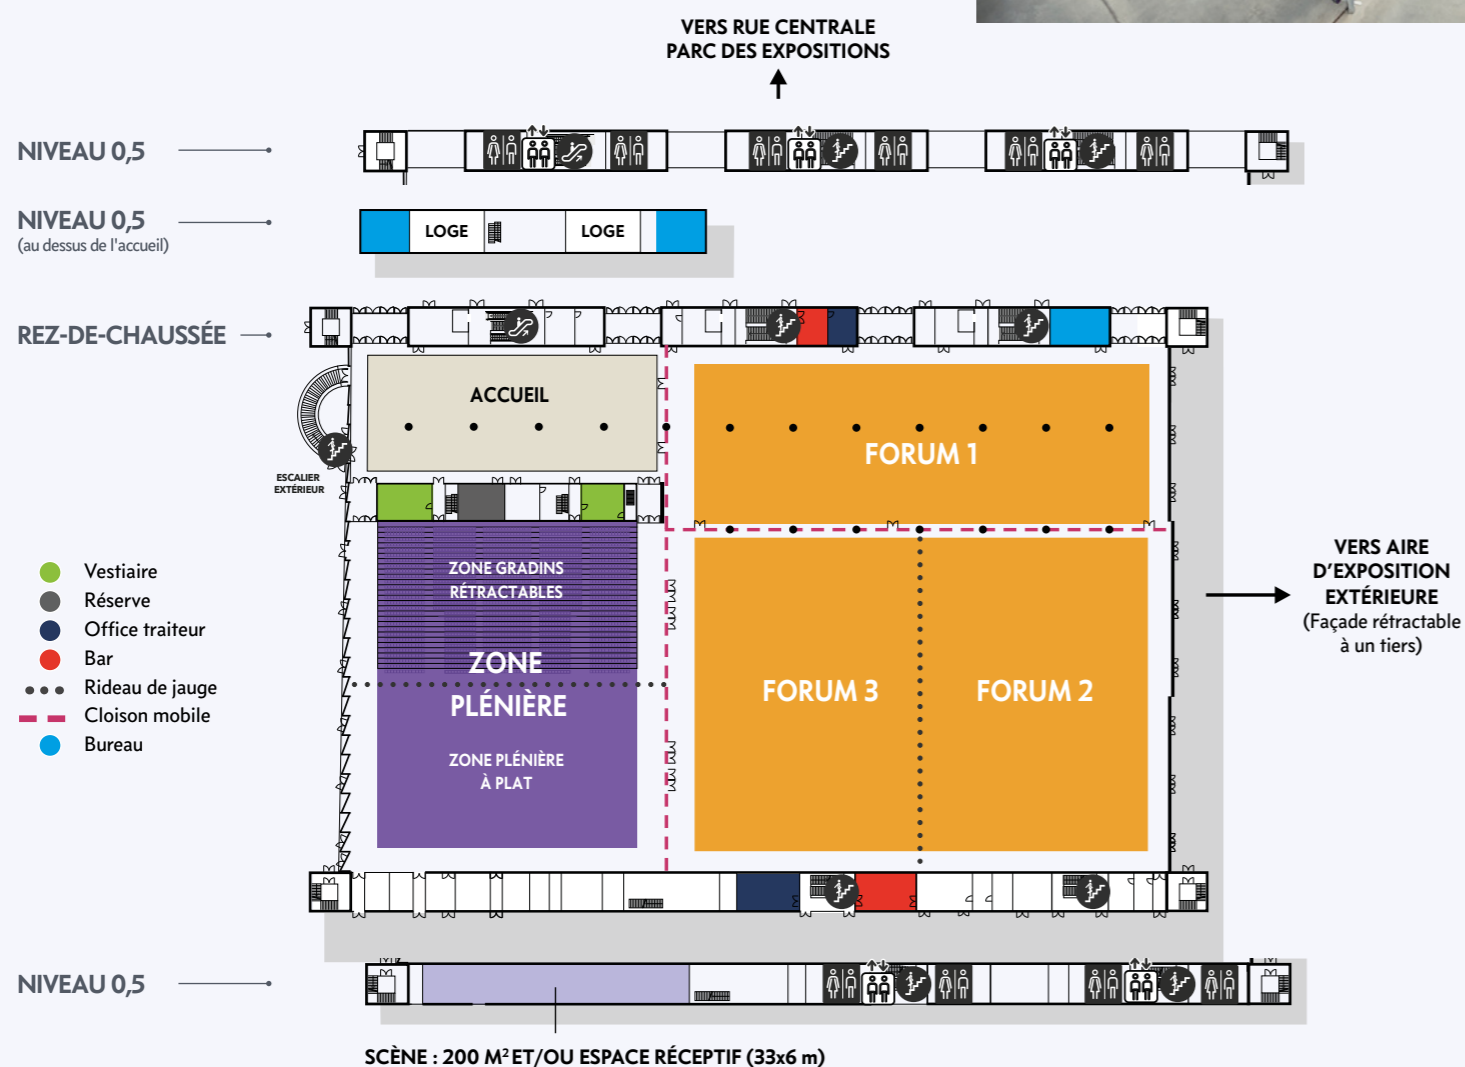 VERS RUE CENTRALE
PARC DES EXPOSITIONS
NIVEAU 0,5
NIVEAU 0,5
(au dessus de l'accueil)
LOGE
LOGE
REZ-DE-CHAUSSÉE
ACCUEIL
FORUM 1
ESCALIER
EXTÉRIEUR
ZONE GRADINS
RÉTRACTABLES
ZONE
PLÉNIÈRE
ZONE PLÉNIÈRE
À PLAT
FORUM 3
FORUM 2
VERS AIRE
D'EXPOSITION
EXTÉRIEURE
(Façade rétractable
à un tiers)
Vestiaire
Réserve
Office traiteur
Bar
Rideau de jauge
Cloison mobile
Bureau
NIVEAU 0,5
SCÈNE : 200 M² ET/OU ESPACE RÉCEPTIF (33x6 m)